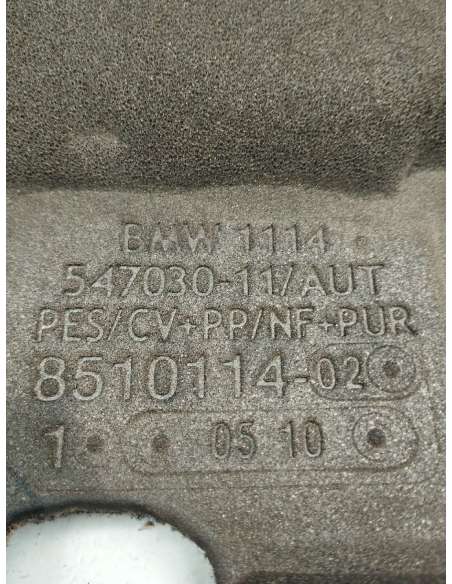 BMW 1114
547030-11/AUT
PES/CV+PP/NF+PUR
8510114-02
1 05 10